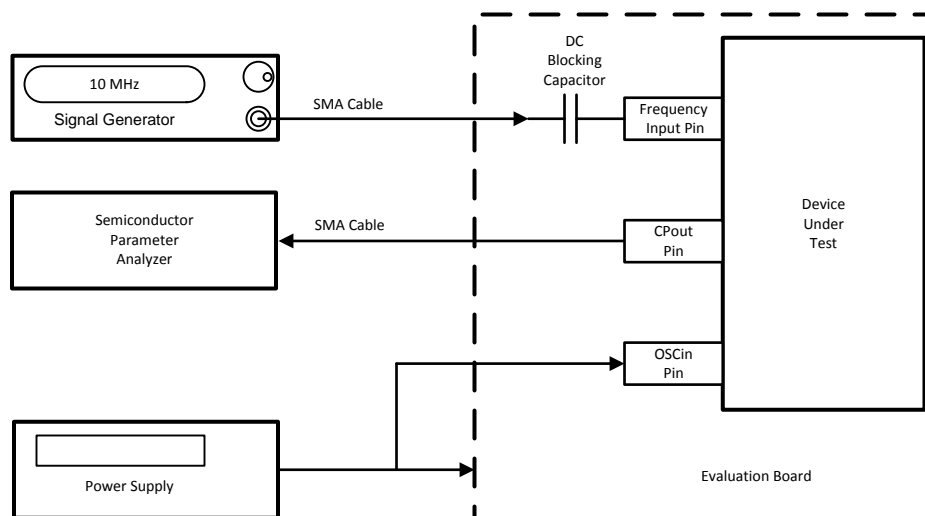 DC
Blocking
Capacitor
10 MHz
Signal Generator
SMA Cable
Frequency
Input Pin
Semiconductor
Parameter
Analyzer
SMA Cable
CPout
Pin
Device
Under
Test
OSCin
Pin
Power Supply
Evaluation Board